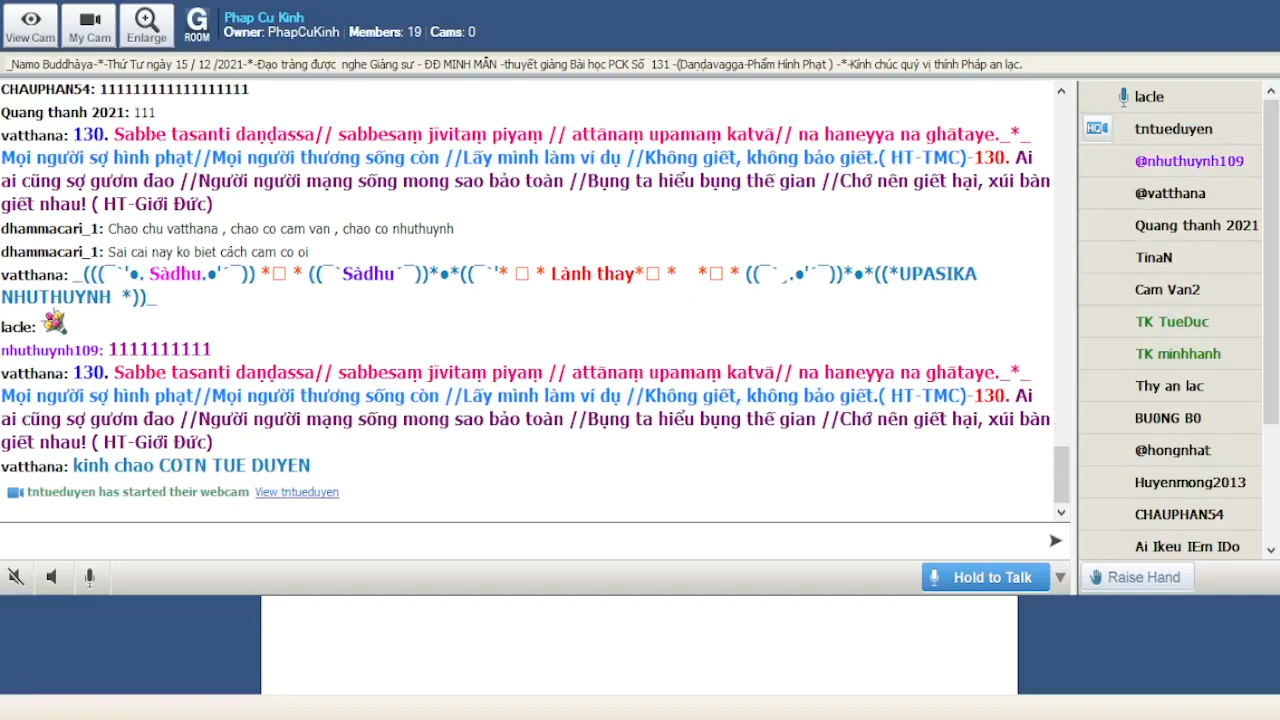 View Cam
My Cam
Enlarge
G
ROOM
Phap Cu Kinh
Owner: PhapCuKinh | Members: 19 | Cams: 0
_Namo Buddhàya-*-Thứ Tư ngày 15 / 12 /2021-*-Đạo tràng được nghe Giảng sư - ĐĐ MINH MẪN -thuyết giảng Bài học PCK Số 131 -(Daṇḍavagga-Phẩm Hình Phạt ) -*-Kính chúc quý vị thính Pháp an lạc.
CHAUPHAN54: 111111111111111111
Quang thanh 2021: 111
vatthana: 130. Sabbe tasanti daṇḍassa// sabbesaṃ jīvitaṃ piyaṃ // attānaṃ upamaṃ katvā// na haneyya na ghātaye._*_
Mọi người sợ hình phạt//Mọi người thương sống còn //Lấy mình làm ví dụ //Không giết, không bảo giết.( HT-TMC)-130. Ai
ai cũng sợ gươm đao //Người người mạng sống mong sao bảo toàn //Bụng ta hiểu bụng thế gian //Chớ nên giết hại, xúi bàn
giết nhau! ( HT-Giới Đức)
dhammacari_1: Chao chu vatthana , chao co cam van , chao co nhuthuynh
dhammacari_1: Sai cai nay ko biet cách cam co oi
vatthana: _(((¯`'●. Sàdhu.●'´¯)) *□ * ((¯`Sàdhu´¯))*●*((¯`'* □ * Lành thay*□ * *□ * ((¯`¸.●'´¯))*●*((*UPASIKA
NHUTHUYNH *))_
lacle:
nhuthuynh109: 1111111111
vatthana: 130. Sabbe tasanti daṇḍassa// sabbesaṃ jīvitaṃ piyaṃ // attānaṃ upamaṃ katvā// na haneyya na ghātaye._*_
Mọi người sợ hình phạt//Mọi người thương sống còn //Lấy mình làm ví dụ //Không giết, không bảo giết.( HT-TMC)-130. Ai
ai cũng sợ gươm đao //Người người mạng sống mong sao bảo toàn //Bụng ta hiểu bụng thế gian //Chớ nên giết hại, xúi bàn
giết nhau! ( HT-Giới Đức)
vatthana: kinh chao COTN TUE DUYEN
tntueduyen has started their webcam View tntueduyen
Hold to Talk
lacle
HD
tntueduyen
@nhuthuynh109
@vatthana
Quang thanh 2021
TinaN
Cam Van2
TK TueDuc
TK minhhanh
Thy an lac
BU0NG B0
@hongnhat
Huyenmong2013
CHAUPHAN54
Ai Ikeu IEm IDo
Raise Hand